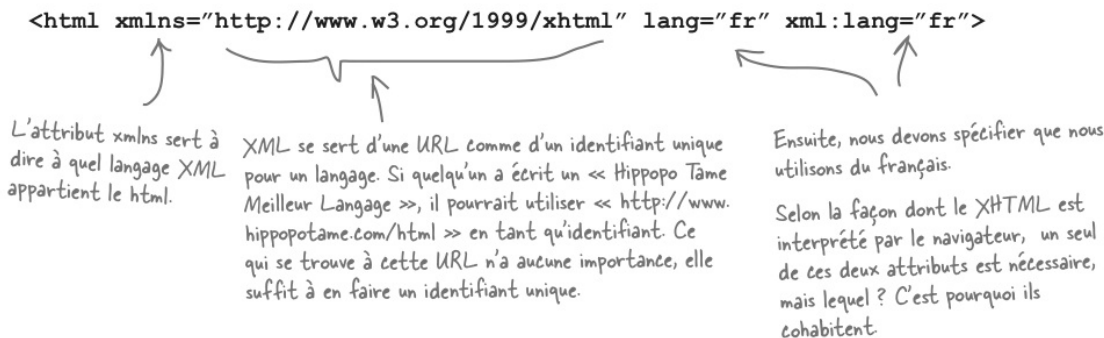 <html xmlns="http://www.w3.org/1999/xhtml" lang="fr" xml:lang="fr">
L'attribut xmlns sert à
dire à quel langage XML
appartient le html.
XML se sert d'une URL comme d'un identifiant unique
pour un langage. Si quelqu'un a écrit un << Hippopo Tame
Meilleur Langage >>, il pourrait utiliser << http://www.
hippopotame.com/html >> en tant qu'identifiant. Ce
qui se trouve à cette URL n'a aucune importance, elle
suffit à en faire un identifiant unique.
Ensuite, nous devons spécifier que nous
utilisons du français.
Selon la façon dont le XHTML est
interprété par le navigateur, un seul
de ces deux attributs est nécessaire,
mais lequel ? C'est pourquoi ils
cohabitent.